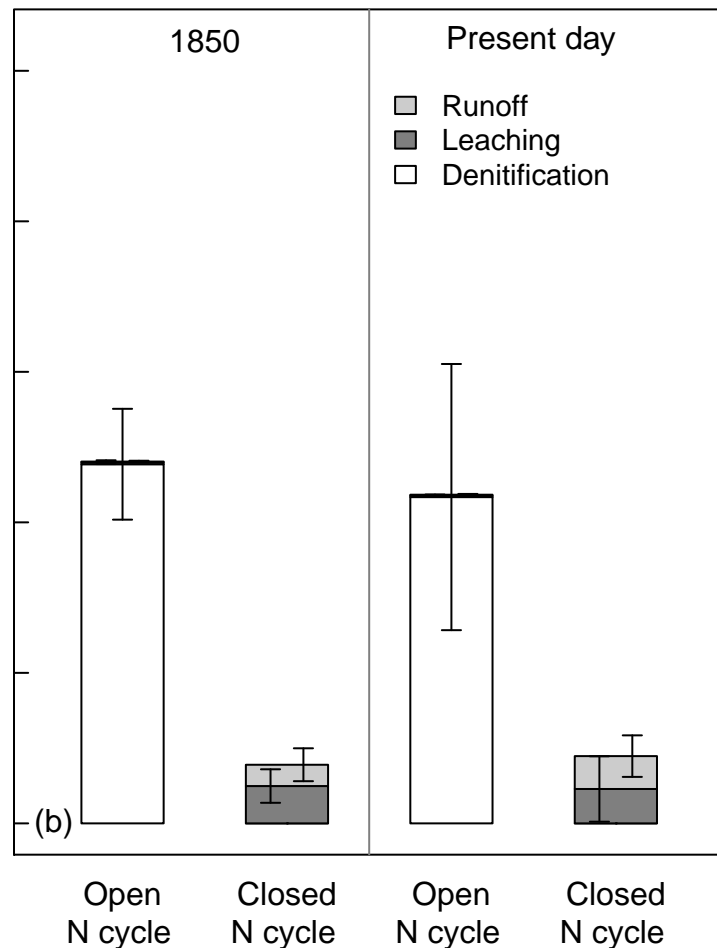 1850
Present day
Runoff
Leaching
Denitification
(b)
Open
N cycle
Closed
N cycle
Open
N cycle
Closed
N cycle